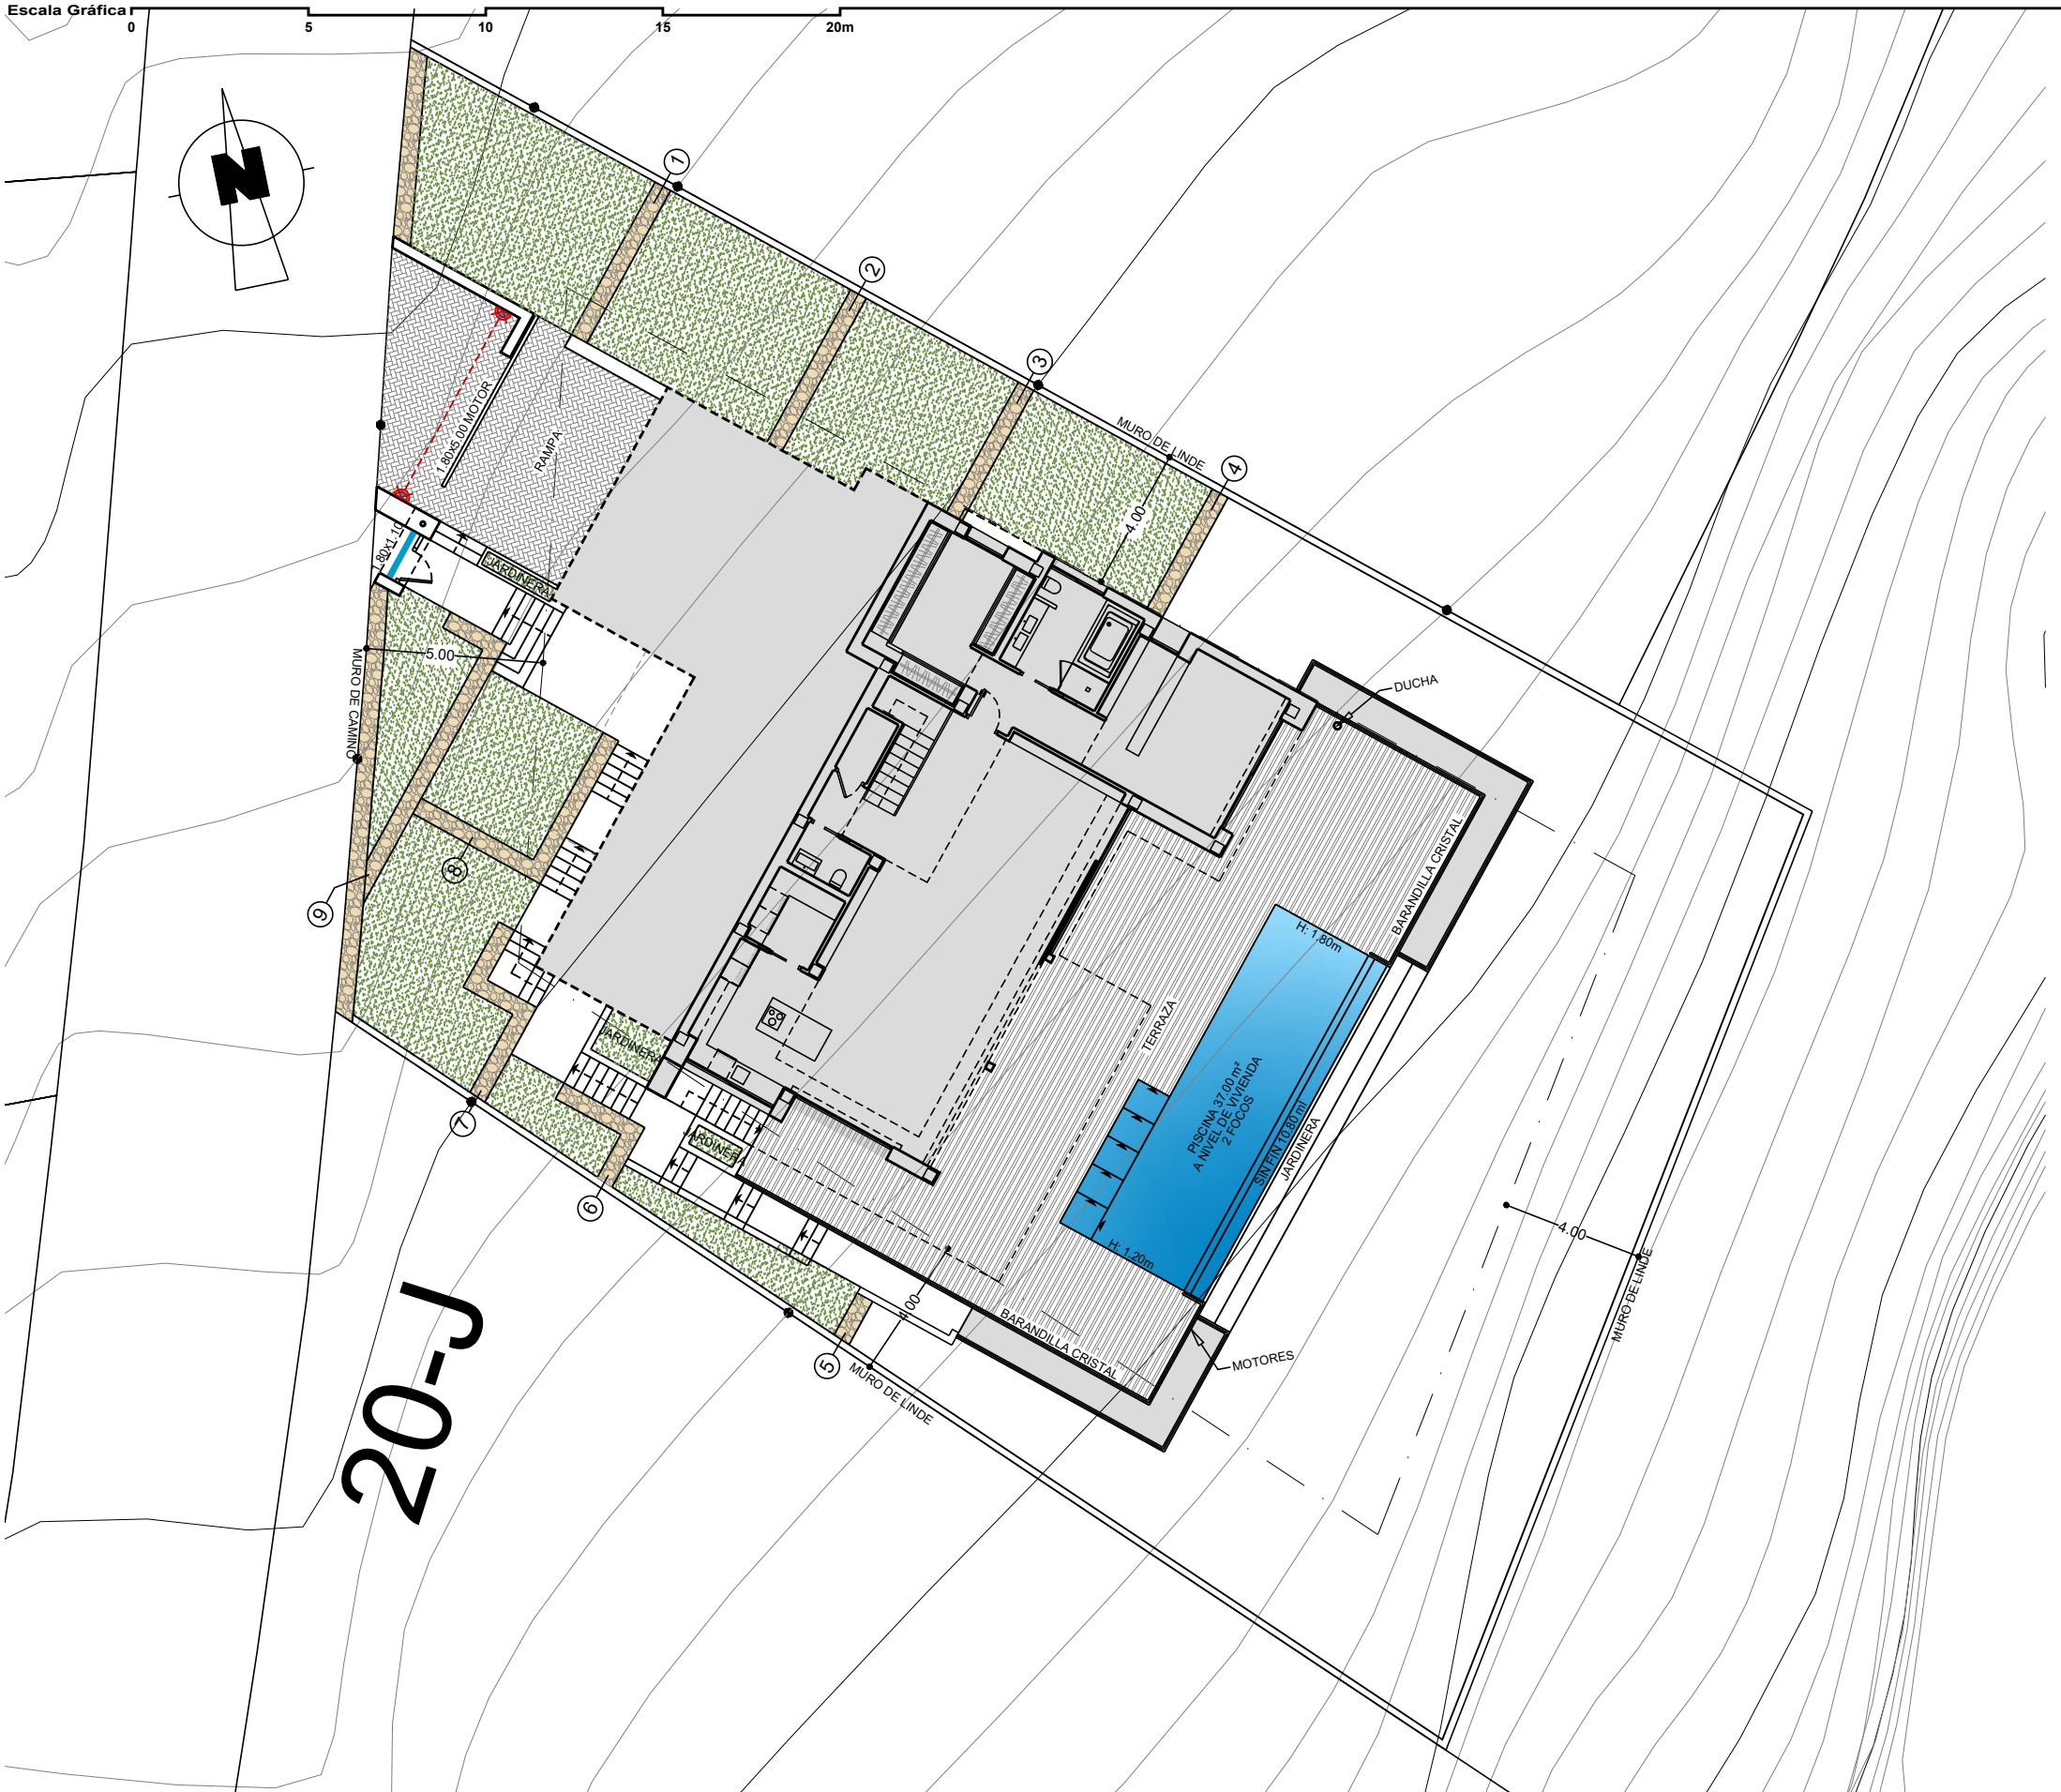 Escala Gráfica
0 5 10 15 20m
N
1
2
3
MURO DE LINDE
4
4.00
1.80x5.00 MOTOR
RAMPA
JARDINERA
5.00
MURO DE CAMINO
DUCHA
BARANDILLA CRISTAL
8
9
H: 1.80m
TERRAZA
PISCINA 37.00 m²
A NIVEL DE VIVIENDA
2 FOCOS
SIN FIN 10.80 ml
JARDINERA
JARDINERA
JARDINERA
7
6
H: 1.20m
4.00
MURO DE LINDE
4.00
BARANDILLA CRISTAL
MOTORES
5
MURO DE LINDE
20-J